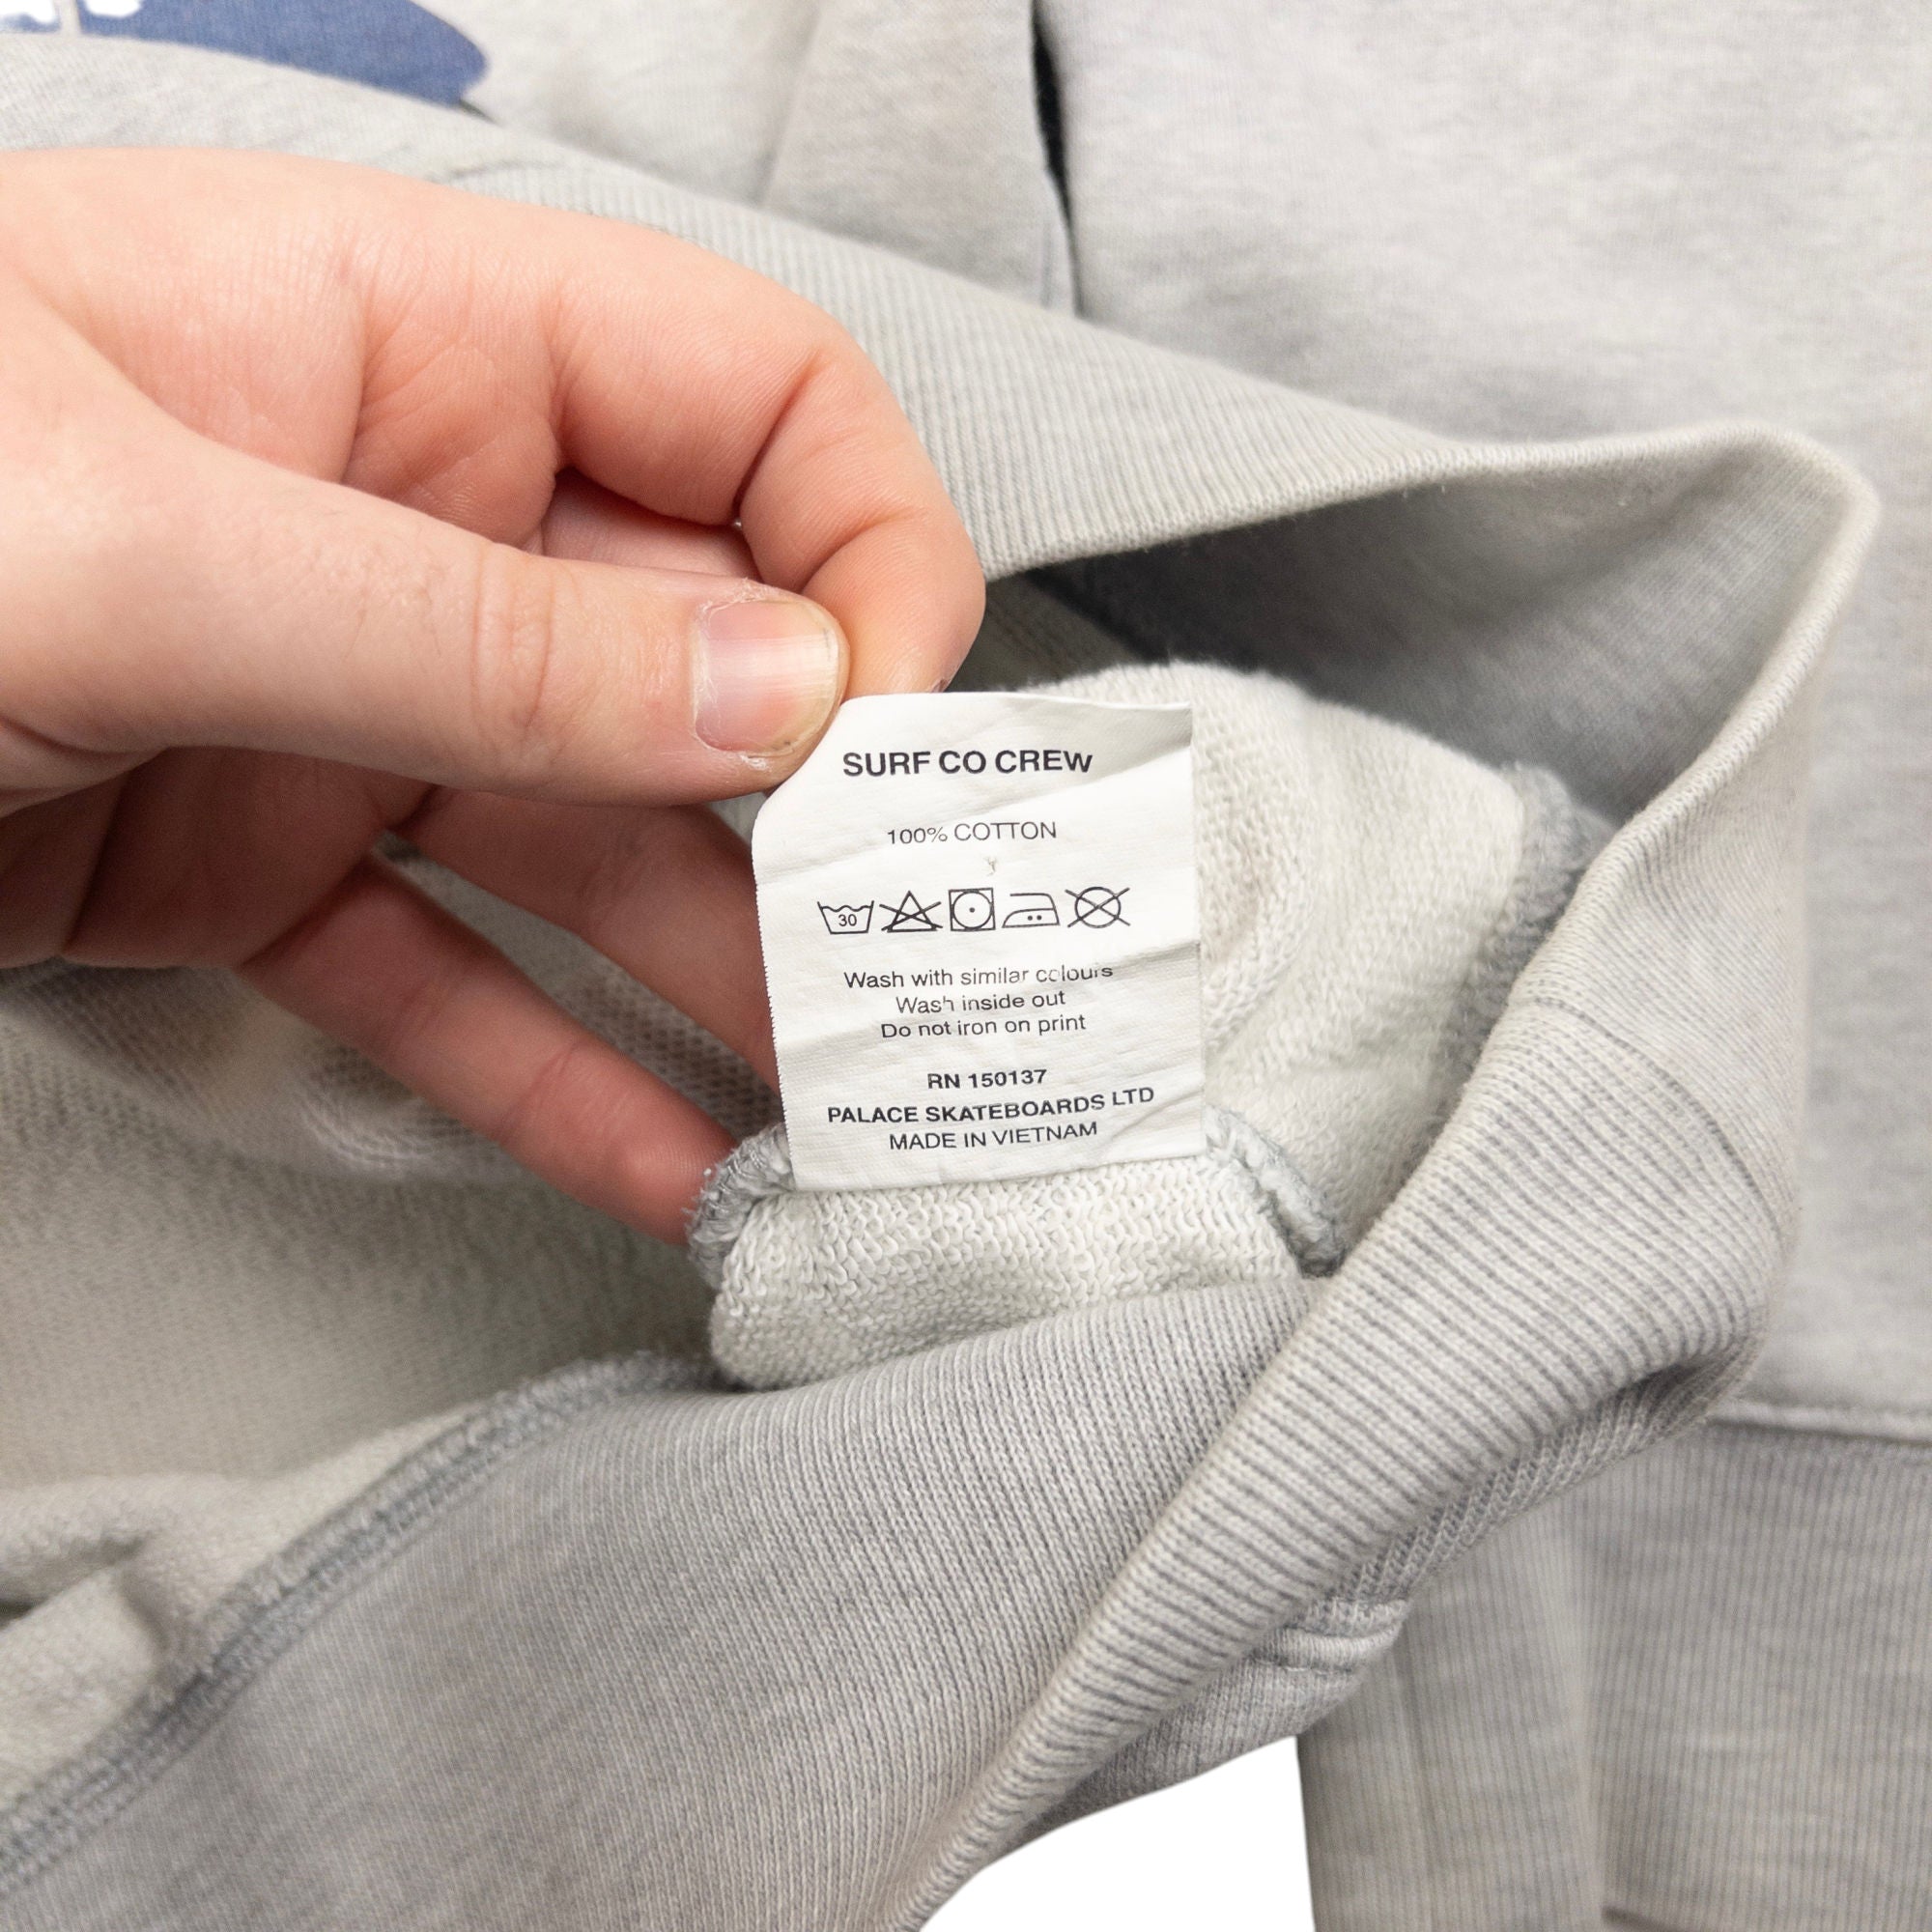 SURF CO CREW
100% COTTON
30
Wash with similar colours
Wash inside out
Do not iron on print
RN 150137
PALACE SKATEBOARDS LTD
MADE IN VIETNAM